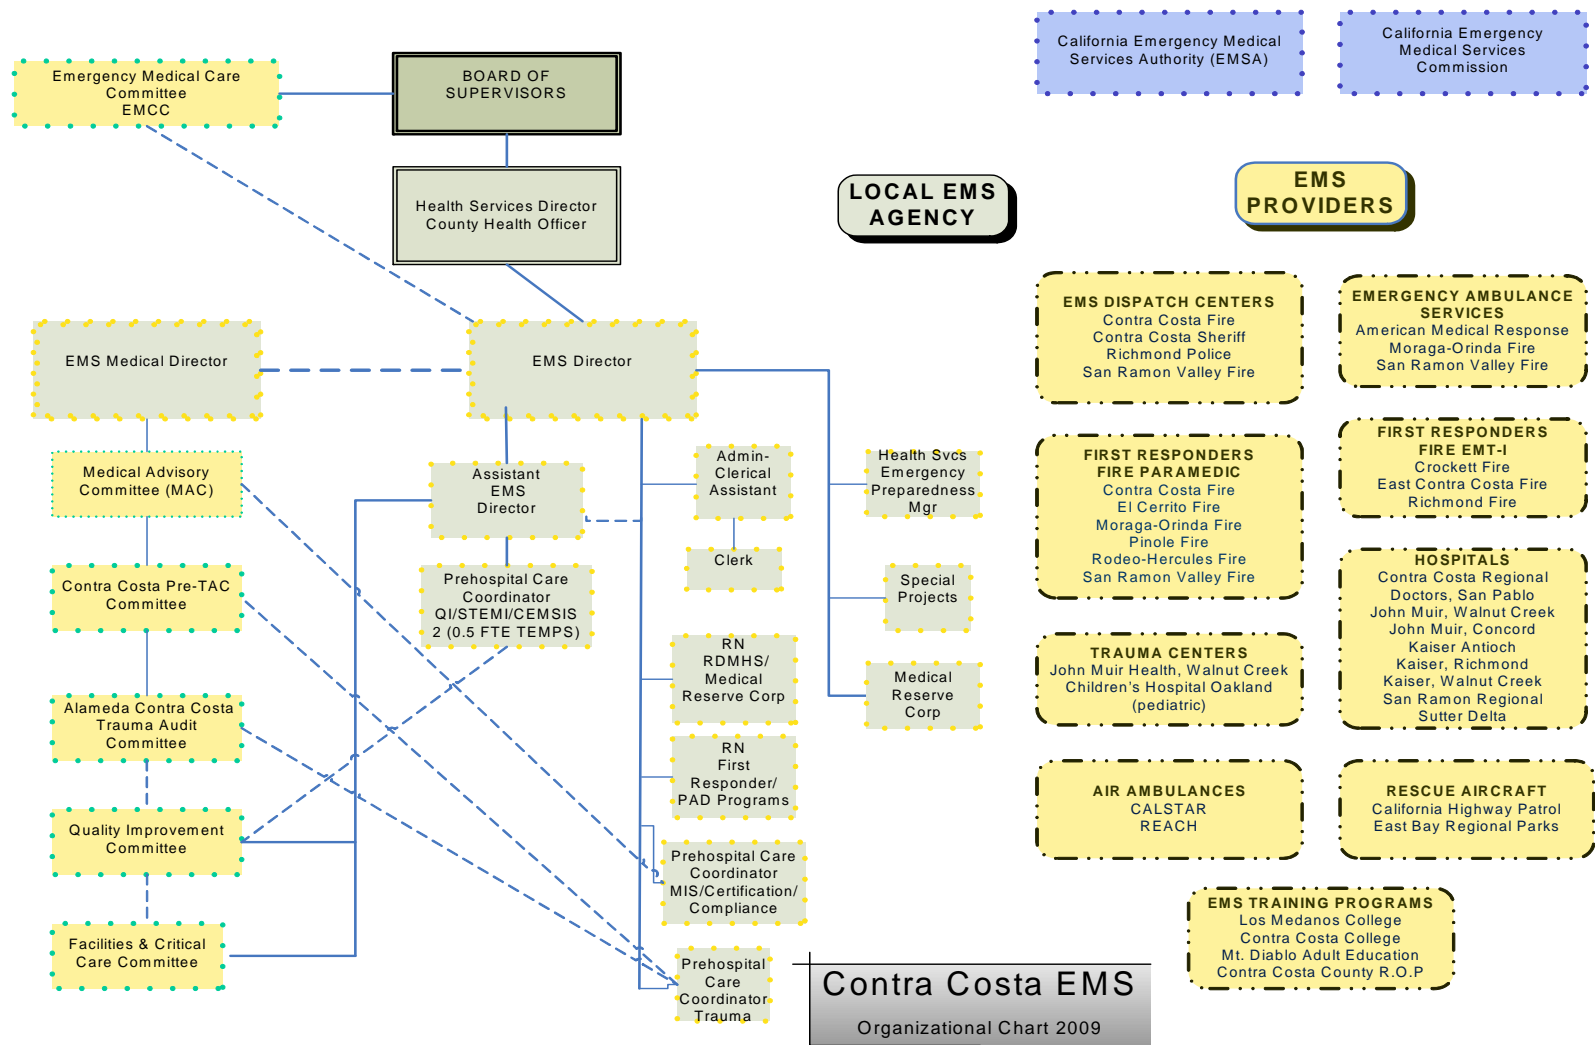 Emergency Medical Care
Committee
EMCC
BOARD OF
SUPERVISORS
California Emergency Medical
Services Authority (EMSA)
California Emergency
Medical Services
Commission
Health Services Director
County Health Officer
LOCAL EMS
AGENCY
EMS
PROVIDERS
EMS Medical Director
EMS Director
Medical Advisory
Committee (MAC)
Assistant
EMS
Director
Admin-
Clerical
Assistant
Health Svcs
Emergency
Preparedness
Mgr
Clerk
Contra Costa Pre-TAC
Committee
Prehospital Care
Coordinator
QI/STEMI/CEMSIS
2 (0.5 FTE TEMPS)
Special
Projects
RN
RDMHS/
Medical
Reserve Corp
Medical
Reserve
Corp
Alameda Contra Costa
Trauma Audit
Committee
RN
First
Responder/
PAD Programs
Quality Improvement
Committee
Prehospital Care
Coordinator
MIS/Certification/
Compliance
Facilities & Critical
Care Committee
Prehospital
Care
Coordinator
Trauma
EMS DISPATCH CENTERS
Contra Costa Fire
Contra Costa Sheriff
Richmond Police
San Ramon Valley Fire
EMERGENCY AMBULANCE
SERVICES
American Medical Response
Moraga-Orinda Fire
San Ramon Valley Fire
FIRST RESPONDERS
FIRE PARAMEDIC
Contra Costa Fire
El Cerrito Fire
Moraga-Orinda Fire
Pinole Fire
Rodeo-Hercules Fire
San Ramon Valley Fire
FIRST RESPONDERS
FIRE EMT-I
Crockett Fire
East Contra Costa Fire
Richmond Fire
HOSPITALS
Contra Costa Regional
Doctors, San Pablo
John Muir, Walnut Creek
John Muir, Concord
Kaiser Antioch
Kaiser, Richmond
Kaiser, Walnut Creek
San Ramon Regional
Sutter Delta
TRAUMA CENTERS
John Muir Health, Walnut Creek
Children's Hospital Oakland
(pediatric)
AIR AMBULANCES
CALSTAR
REACH
RESCUE AIRCRAFT
California Highway Patrol
East Bay Regional Parks
EMS TRAINING PROGRAMS
Los Medanos College
Contra Costa College
Mt. Diablo Adult Education
Contra Costa County R.O.P
Contra Costa EMS
Organizational Chart 2009